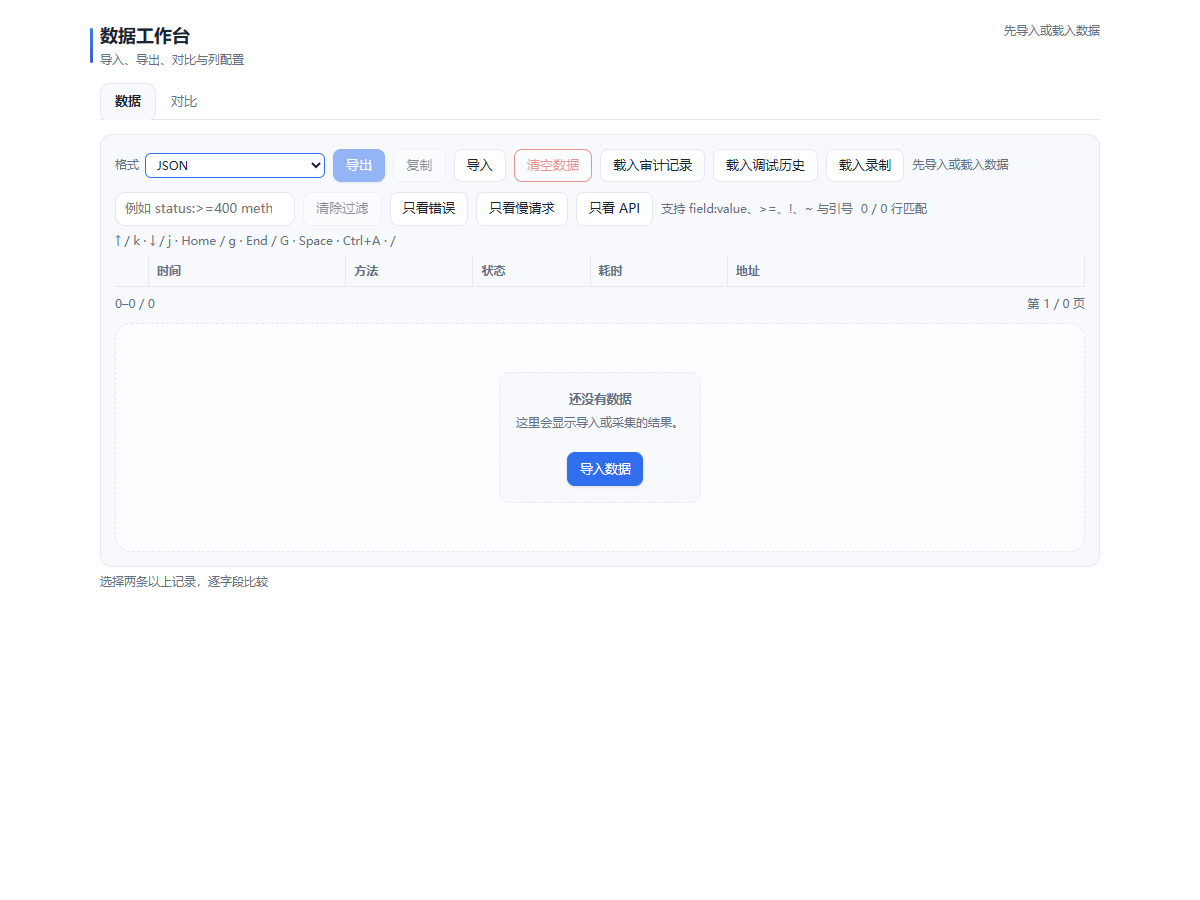 数据工作台
先导入或载入数据
导入、导出、对比与列配置
数据 对比
格式 JSON 导出 复制 导入 清空数据 载入审计记录 载入调试历史 载入录制 先导入或载入数据
例如 status:>=400 meth 清除过滤 只看错误 只看慢请求 只看 API 支持 field:value、>=、!、~ 与引号 0 / 0 行匹配
↑ / k · ↓ / j · Home / g · End / G · Space · Ctrl+A · /
时间 方法 状态 耗时 地址
0–0 / 0 第 1 / 0 页
还没有数据
这里会显示导入或采集的结果。
导入数据
选择两条以上记录，逐字段比较